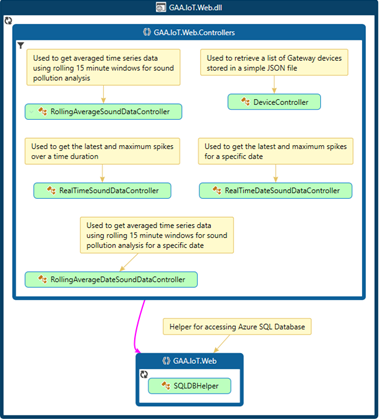 GAA.IoT.Web.dll
GAA.IoT.Web.Controllers
Used to get averaged time series data
using rolling 15 minute windows for sound
pollution analysis
Used to retrieve a list of Gateway devices
stored in a simple JSON file
RollingAverageSoundDataController
DeviceController
Used to get the latest and maximum spikes
over a time duration
Used to get the latest and maximum spikes
for a specific date
RealTimeSoundDataController
RealTimeDateSoundDataController
Used to get averaged time series data
using rolling 15 minute windows for sound
pollution analysis for a specific date
RollingAverageDateSoundDataController
Helper for accessing Azure SQL Database
GAA.IoT.Web
SQLDBHelper